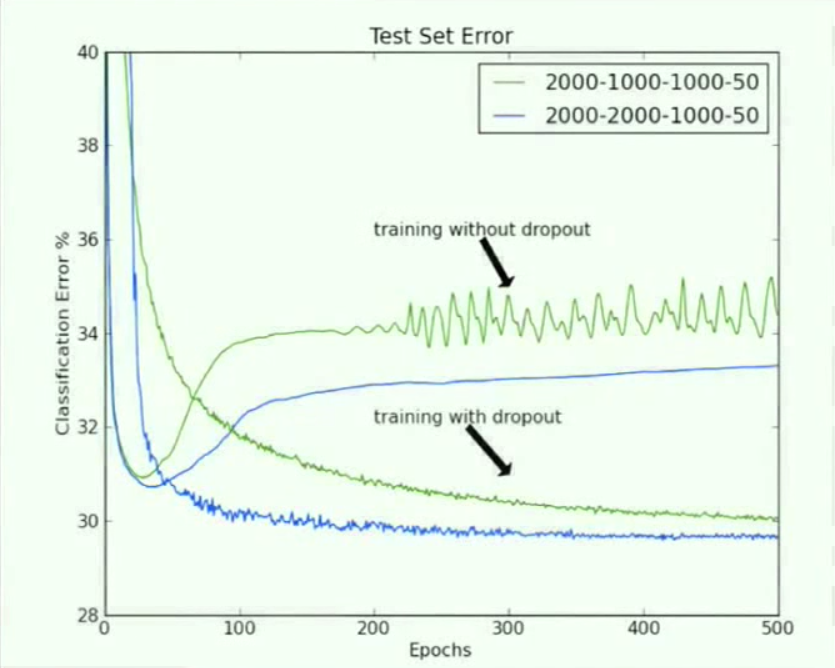 Test Set Error
40
2000-1000-1000-50
2000-2000-1000-50
38
36
training without dropout
34
32
training with dropout
30
28
Classification Error %
0 100 200 300 400 500
Epochs